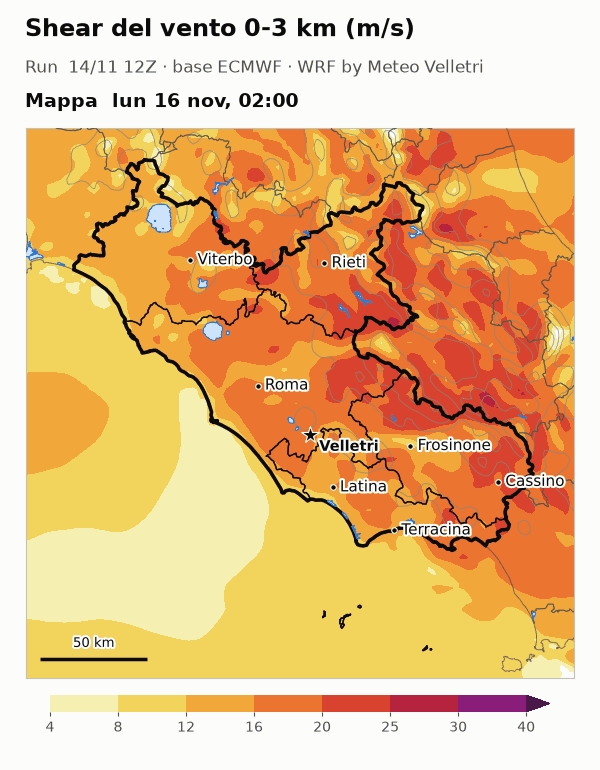 Shear del vento 0-3 km (m/s)
Run  14/11 12Z · base ECMWF · WRF by Meteo Velletri
Mappa  lun 16 nov, 02:00
Viterbo
Rieti
Roma
Velletri
Frosinone
Cassino
Latina
Terracina
50 km
4 8 12 16 20 25 30 40